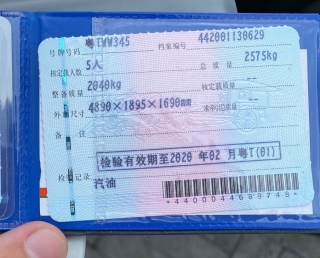 号牌号码 粤TWW345 档案编号 442001130629
核定载人数 5人 总质量 2575kg
整备质量 2040kg 核定载质量 --
外廓尺寸 4890×1895×1690mm 准牵引总质量 --
备注
检验有效期至2020年02月粤T(01)
检验记录 汽油
*4400044689748*